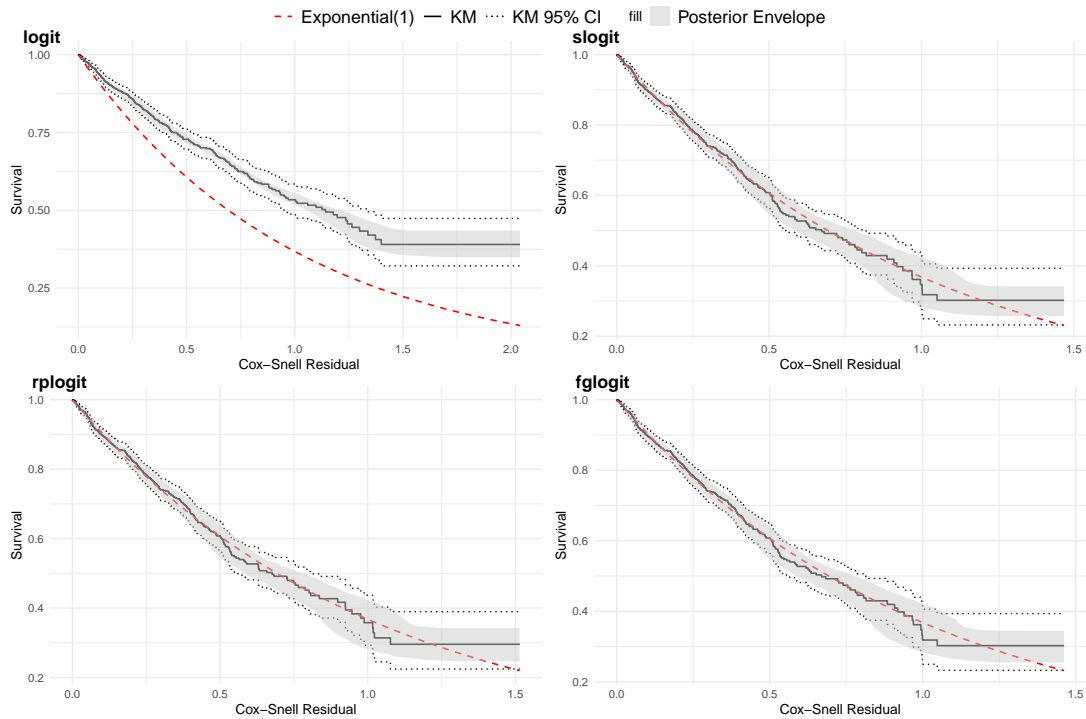 Exponential(1) KM KM 95% CI fill Posterior Envelope
logit
slogit
1.00
0.75
0.50
0.25
Survival
0.0 0.5 1.0 1.5 2.0
Cox−Snell Residual
1.0
0.8
0.6
0.4
0.2
Survival
0.0 0.5 1.0 1.5
Cox−Snell Residual
rplogit
fglogit
1.0
0.8
0.6
0.4
0.2
Survival
0.0 0.5 1.0 1.5
Cox−Snell Residual
1.0
0.8
0.6
0.4
0.2
Survival
0.0 0.5 1.0 1.5
Cox−Snell Residual